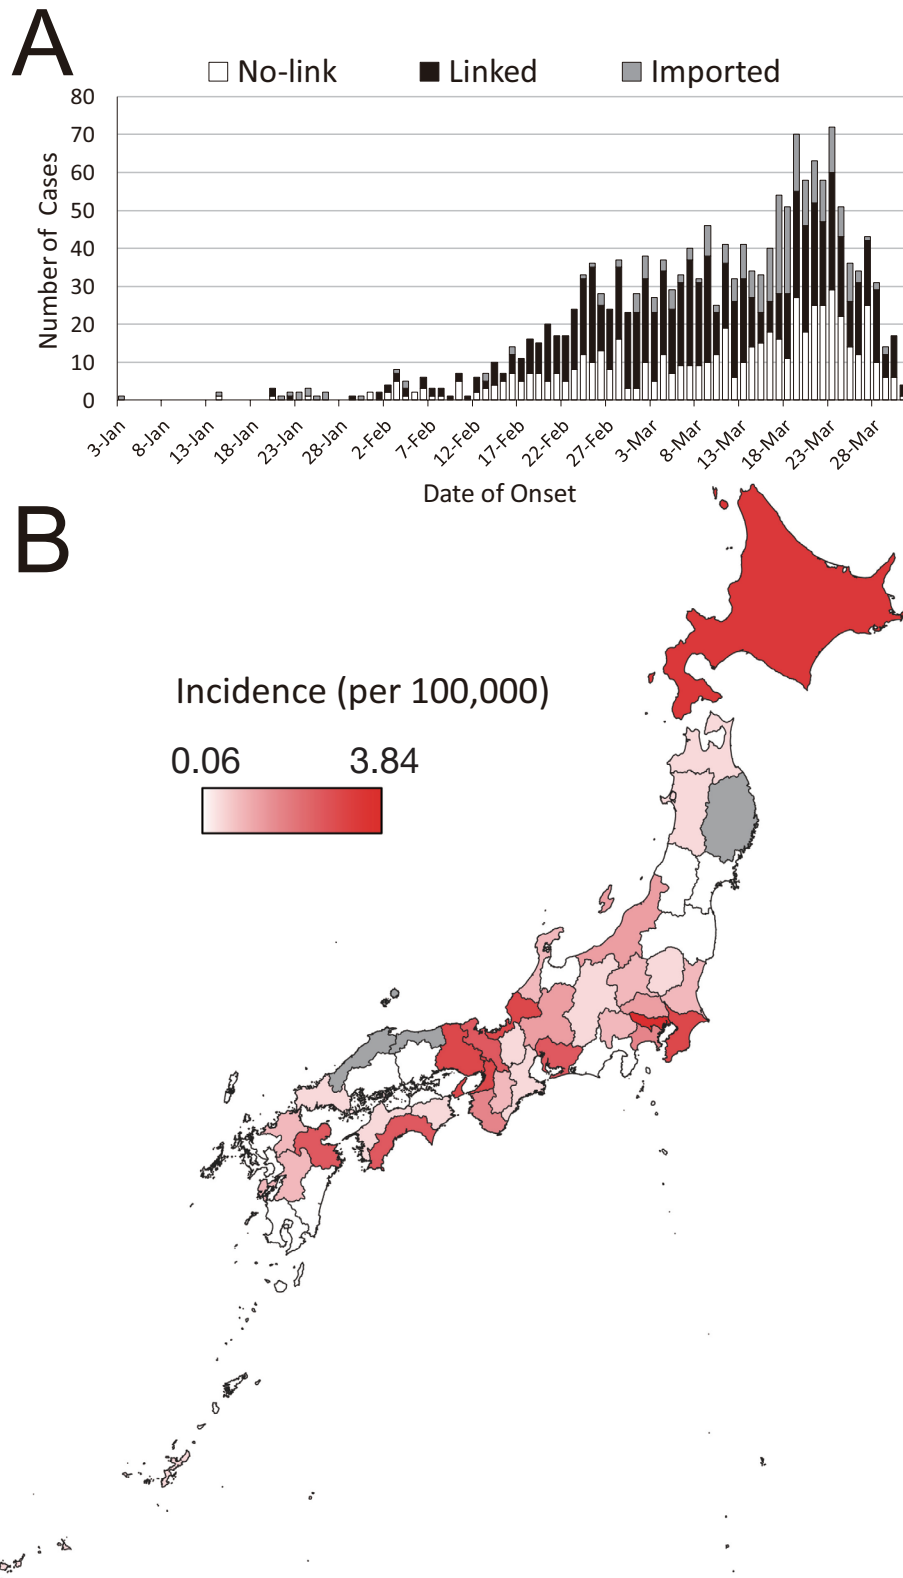 A
No-link Linked Imported
80
70
60
50
40
30
20
10
0
Number of Cases
3-Jan 8-Jan 13-Jan 18-Jan 23-Jan 28-Jan 2-Feb 7-Feb 12-Feb 17-Feb 22-Feb 27-Feb 3-Mar 8-Mar 13-Mar 18-Mar 23-Mar 28-Mar
Date of Onset
B
Incidence (per 100,000)
0.06 3.84